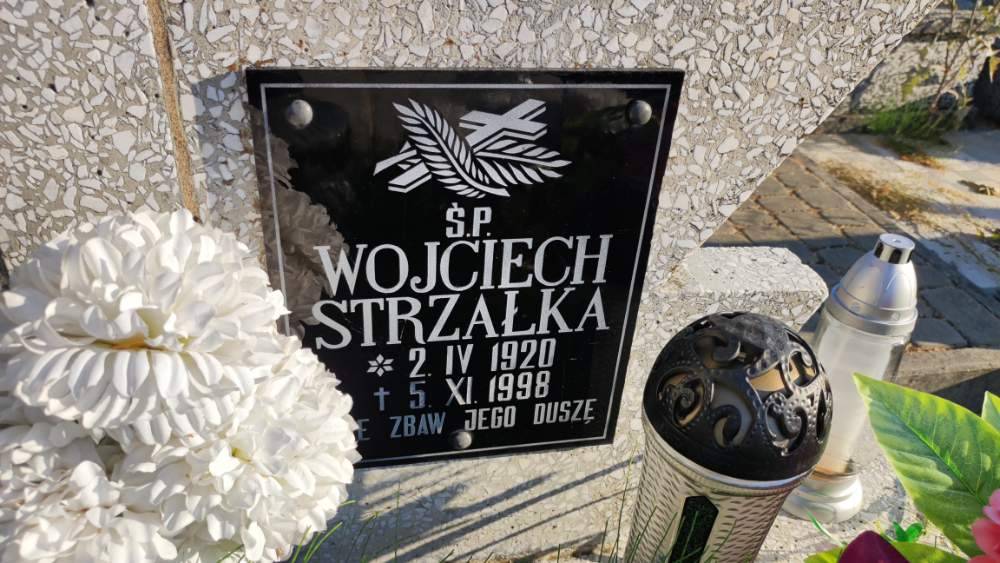 Ś.P.
WOJCIECH
STRZAŁKA
* 2. IV 1920
† 5. XI. 1998
ZBAW JEGO DUSZĘ